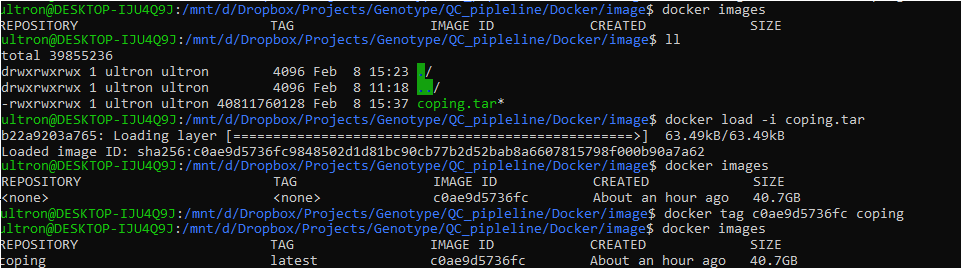 ultron@DESKTOP-IJU4Q9J:/mnt/d/Dropbox/Projects/Genotype/QC_pipleline/Docker/image$ docker images
REPOSITORY TAG IMAGE ID CREATED SIZE
ultron@DESKTOP-IJU4Q9J:/mnt/d/Dropbox/Projects/Genotype/QC_pipleline/Docker/image$ ll
total 39855236
drwxrwxrwx 1 ultron ultron 4096 Feb 8 15:23 ./
drwxrwxrwx 1 ultron ultron 4096 Feb 8 11:18 ../
-rwxrwxrwx 1 ultron ultron 40811760128 Feb 8 15:37 coping.tar*
ultron@DESKTOP-IJU4Q9J:/mnt/d/Dropbox/Projects/Genotype/QC_pipleline/Docker/image$ docker load -i coping.tar
b22a9203a765: Loading layer [==================================================>] 63.49kB/63.49kB
Loaded image ID: sha256:c0ae9d5736fc9848502d1d81bc90cb77b2d52bab8a6607815798f000b90a7a62
ultron@DESKTOP-IJU4Q9J:/mnt/d/Dropbox/Projects/Genotype/QC_pipleline/Docker/image$ docker images
REPOSITORY TAG IMAGE ID CREATED SIZE
<none> <none> c0ae9d5736fc About an hour ago 40.7GB
ultron@DESKTOP-IJU4Q9J:/mnt/d/Dropbox/Projects/Genotype/QC_pipleline/Docker/image$ docker tag c0ae9d5736fc coping
ultron@DESKTOP-IJU4Q9J:/mnt/d/Dropbox/Projects/Genotype/QC_pipleline/Docker/image$ docker images
REPOSITORY TAG IMAGE ID CREATED SIZE
coping latest c0ae9d5736fc About an hour ago 40.7GB